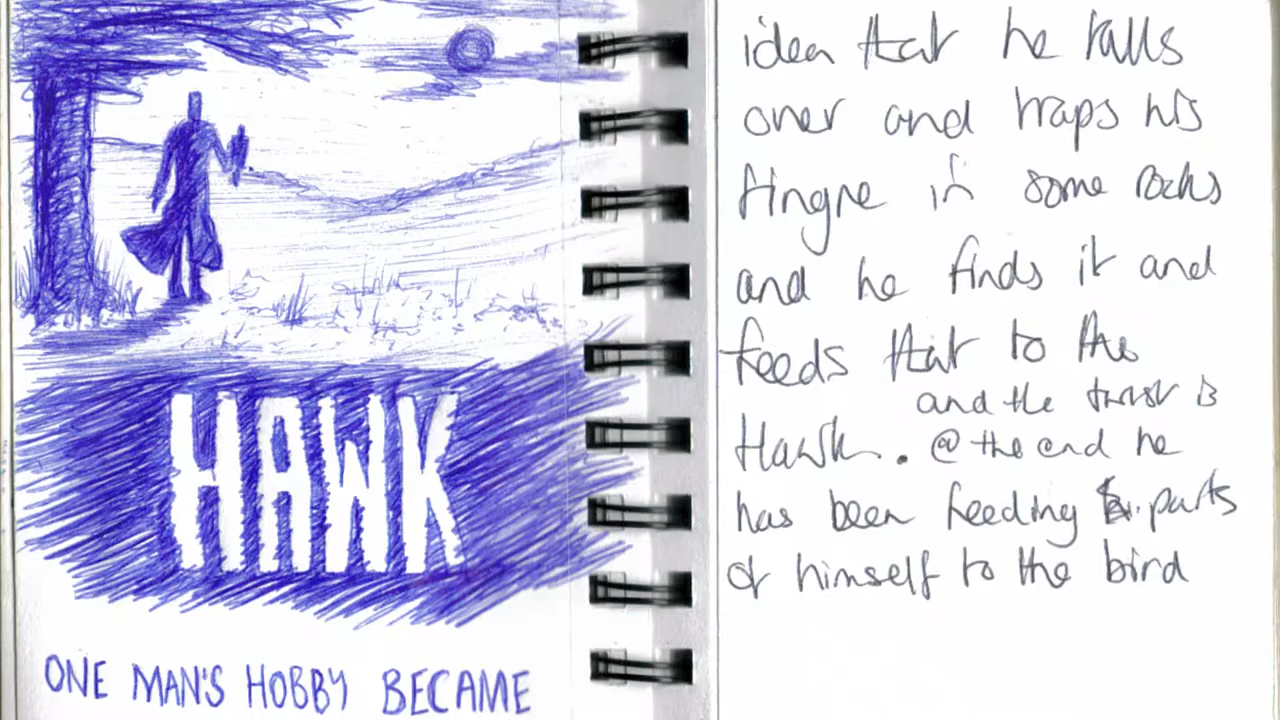 HAWK
ONE MAN'S HOBBY BECAME
idea that he falls
over and traps his
fingre in some rocks
and he finds it and
feeds that to the
Hawk. and the twist is
@ the end he
has been feeding parts
of himself to the bird